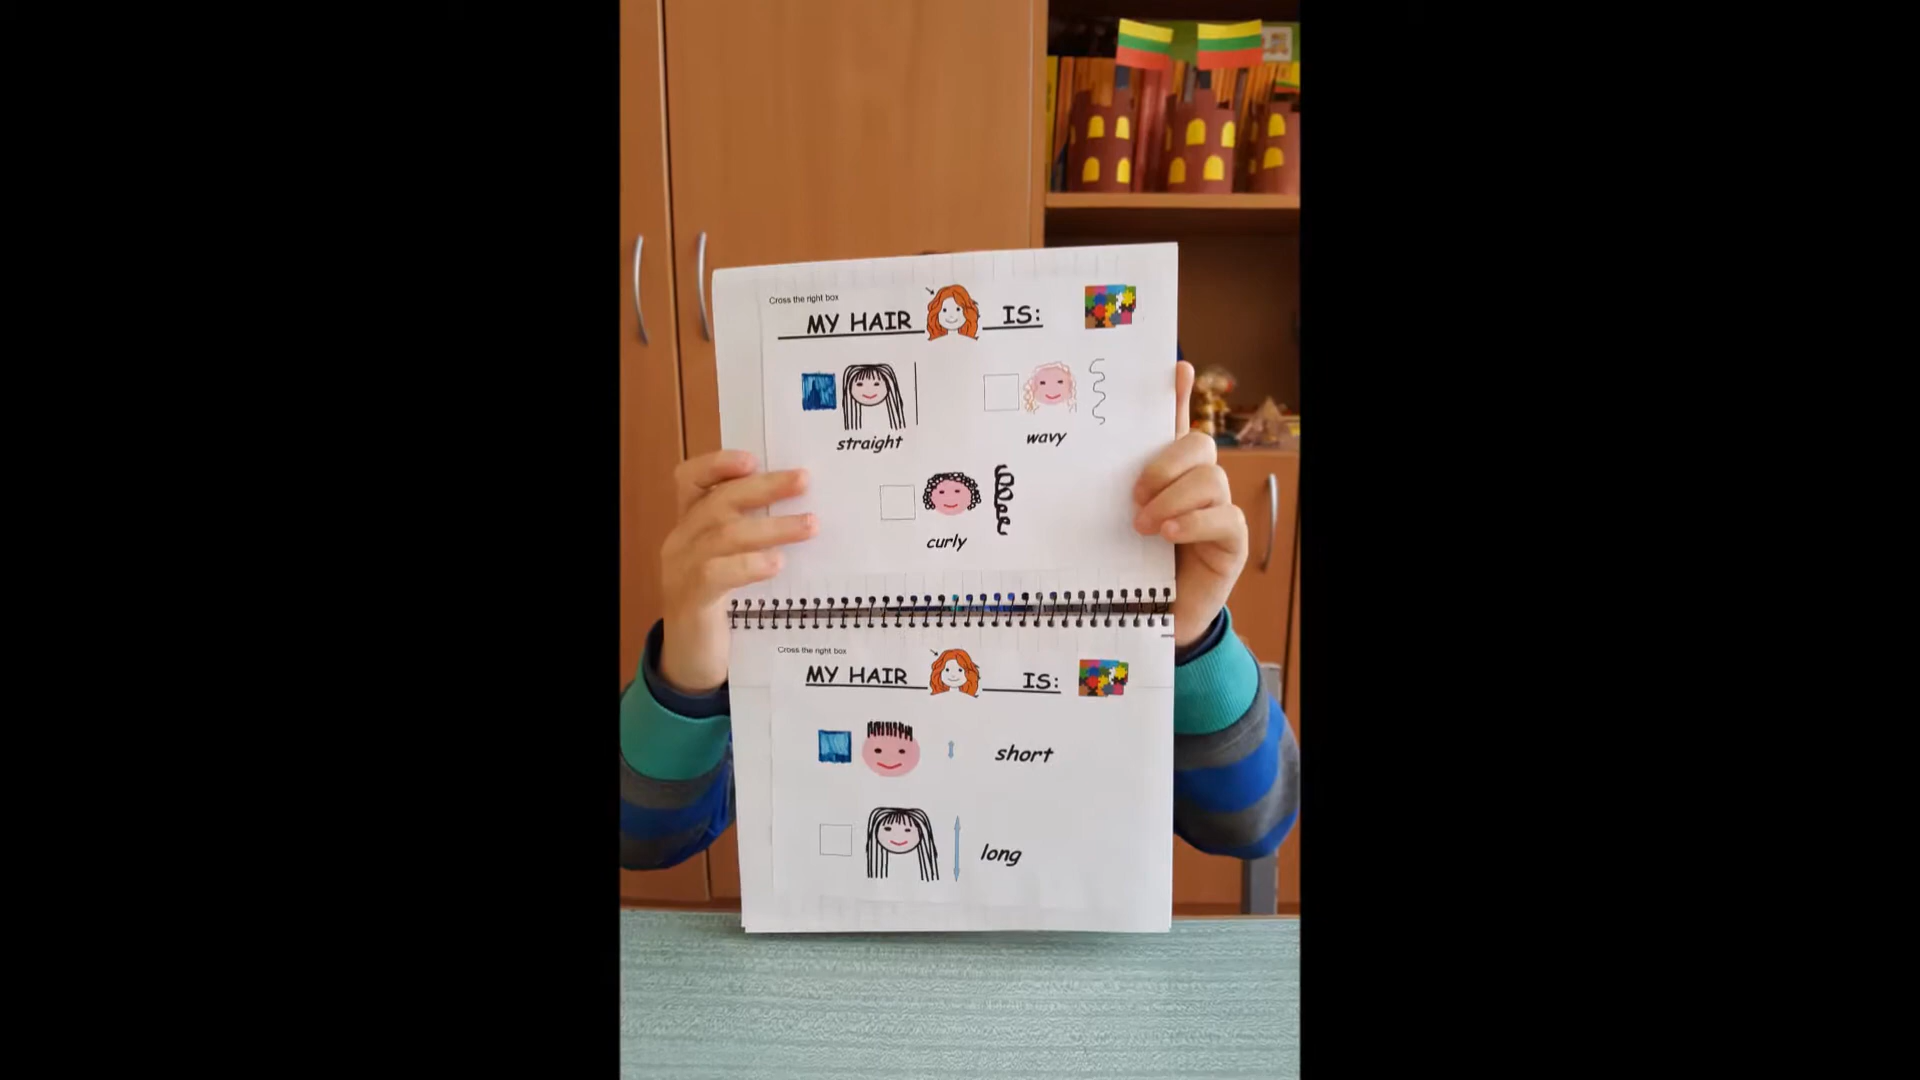 Cross the right box
MY HAIR IS:
straight
wavy
curly
Cross the right box
MY HAIR IS:
short
long